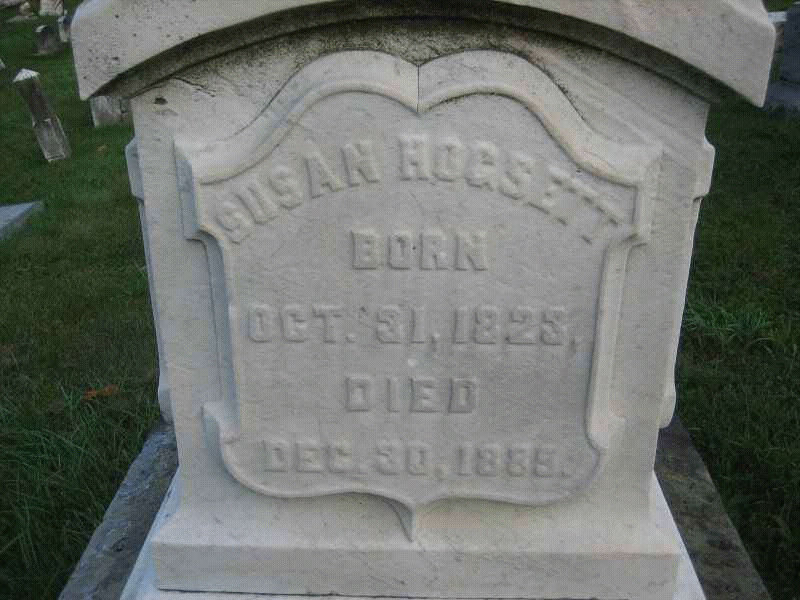 SUSAN HOGSETT
BORN
OCT. 31, 1823,
DIED
DEC. 30, 1885.